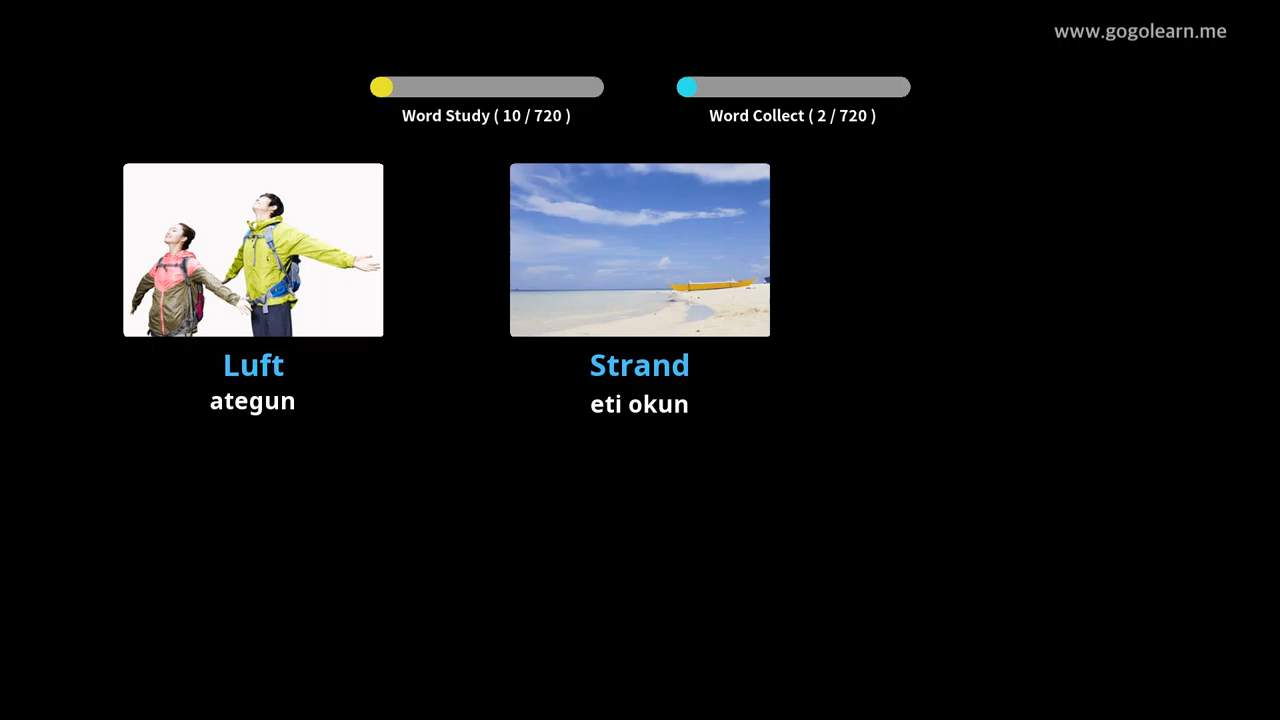 www.gogolearn.me
Word Study ( 10 / 720 )
Word Collect ( 2 / 720 )
Luft
ategun
Strand
eti okun